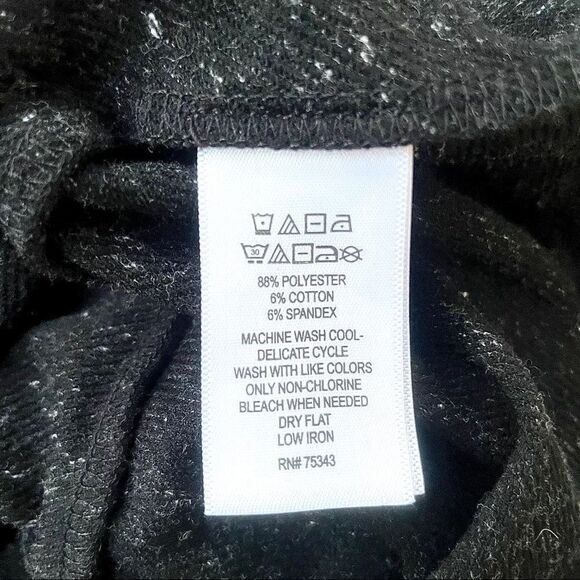 30
88% POLYESTER
6% COTTON
6% SPANDEX
MACHINE WASH COOL-
DELICATE CYCLE
WASH WITH LIKE COLORS
ONLY NON-CHLORINE
BLEACH WHEN NEEDED
DRY FLAT
LOW IRON
RN# 75343